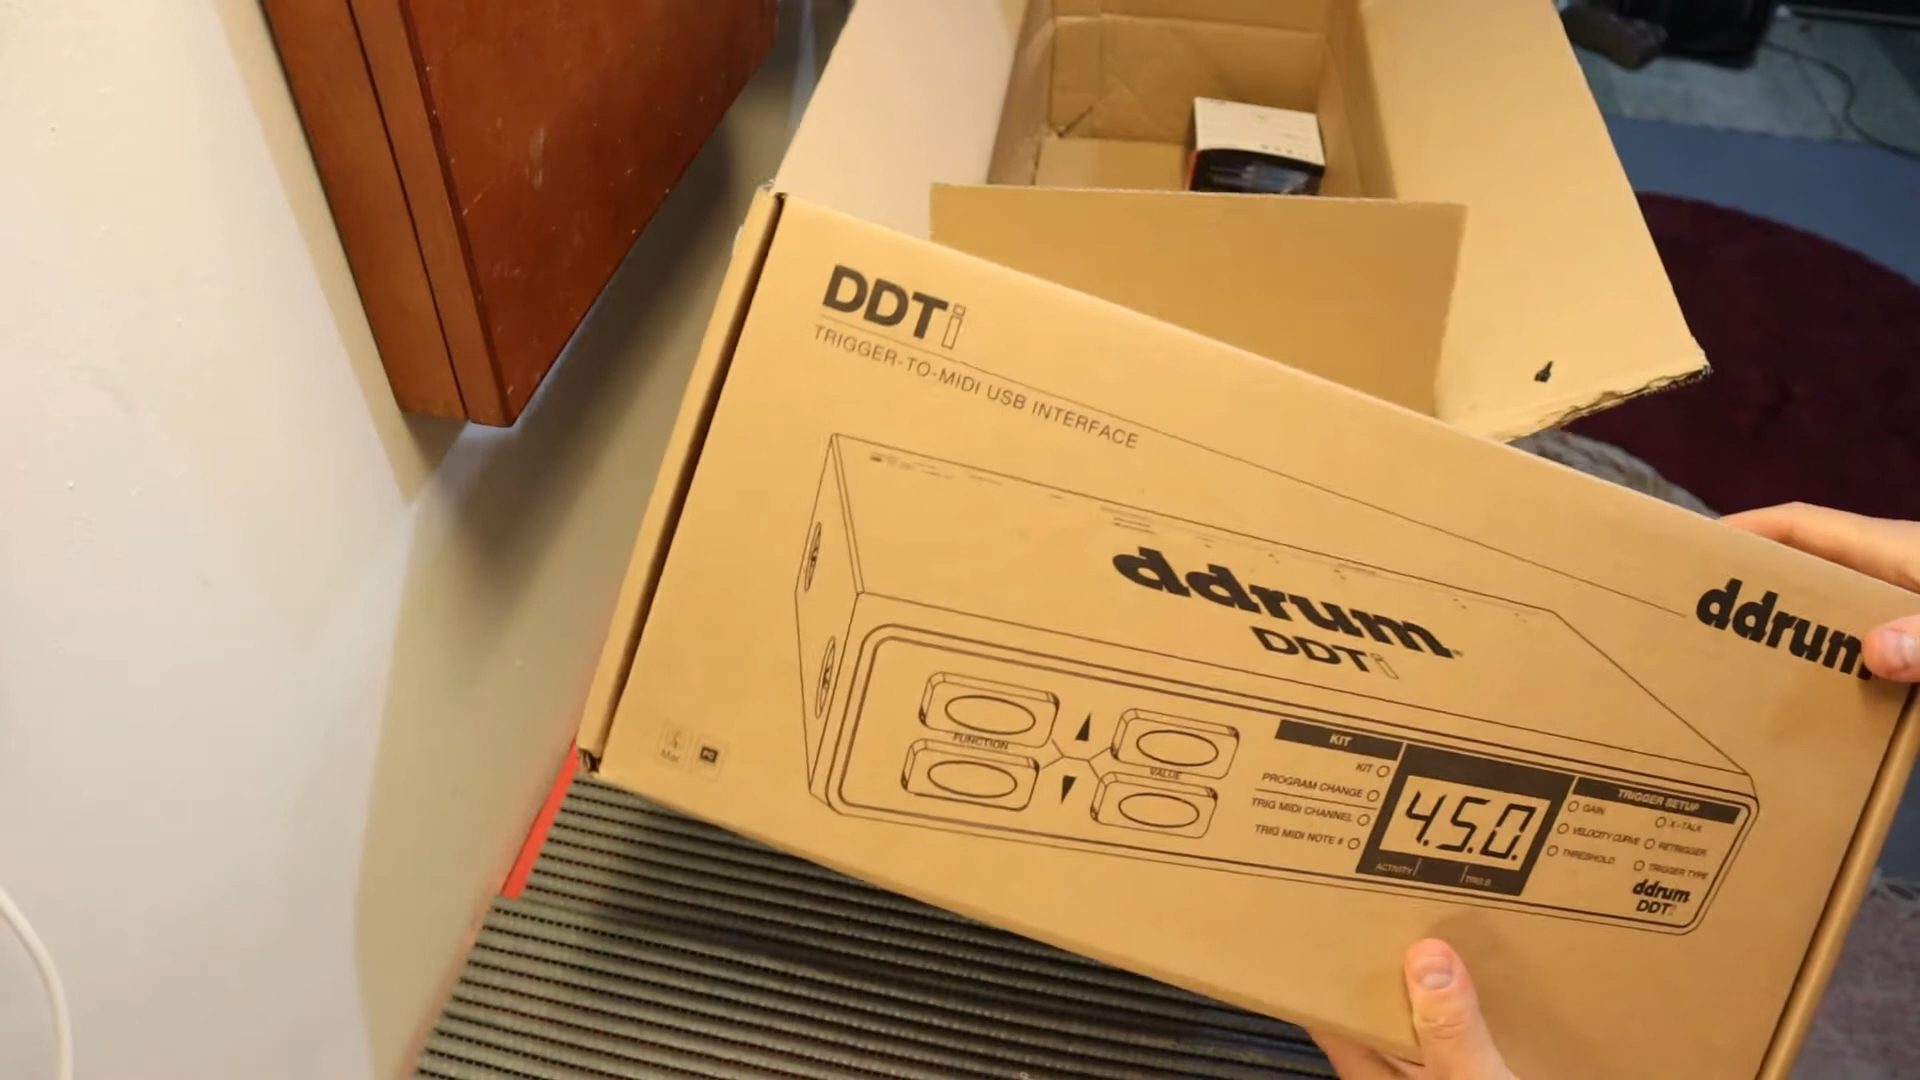 DDTi
TRIGGER-TO-MIDI USB INTERFACE
ddrum
DDTi
ddrum
FUNCTION
VALUE
KIT
KIT
PROGRAM CHANGE
TRIG MIDI CHANNEL
TRIG MIDI NOTE #
4.5.0.
ACTIVITY
TRIGGER SETUP
GAIN
X-TALK
VELOCITY CURVE
RETRIGGER
THRESHOLD
TRIGGER TYPE
ddrum
DDTi
Mac
PC